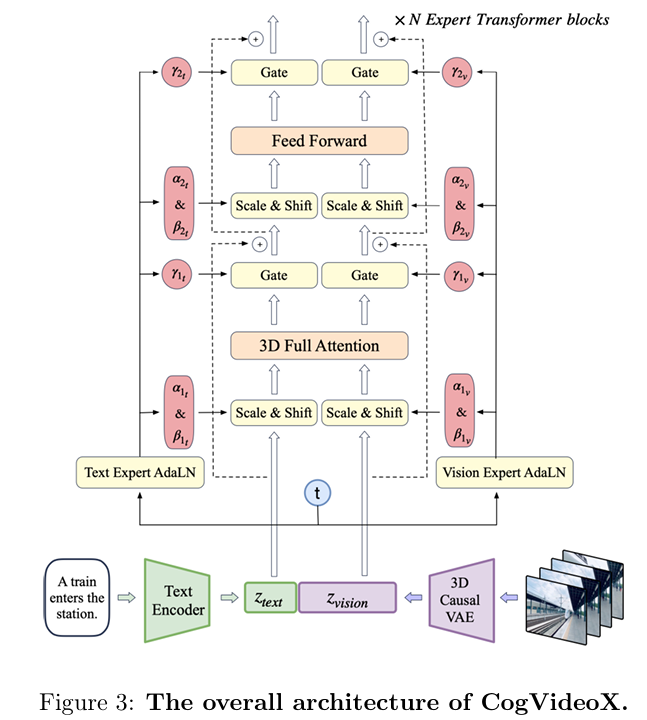 × N Expert Transformer blocks
+ +
γ2t Gate Gate γ2v
Feed Forward
α2t & β2t Scale & Shift Scale & Shift α2v & β2v
+ +
γ1t Gate Gate γ1v
3D Full Attention
α1t & β1t Scale & Shift Scale & Shift α1v & β1v
Text Expert AdaLN Vision Expert AdaLN
t
A train
enters the
station.
Text
Encoder
ztext zvision
3D
Causal
VAE
Figure 3: The overall architecture of CogVideoX.